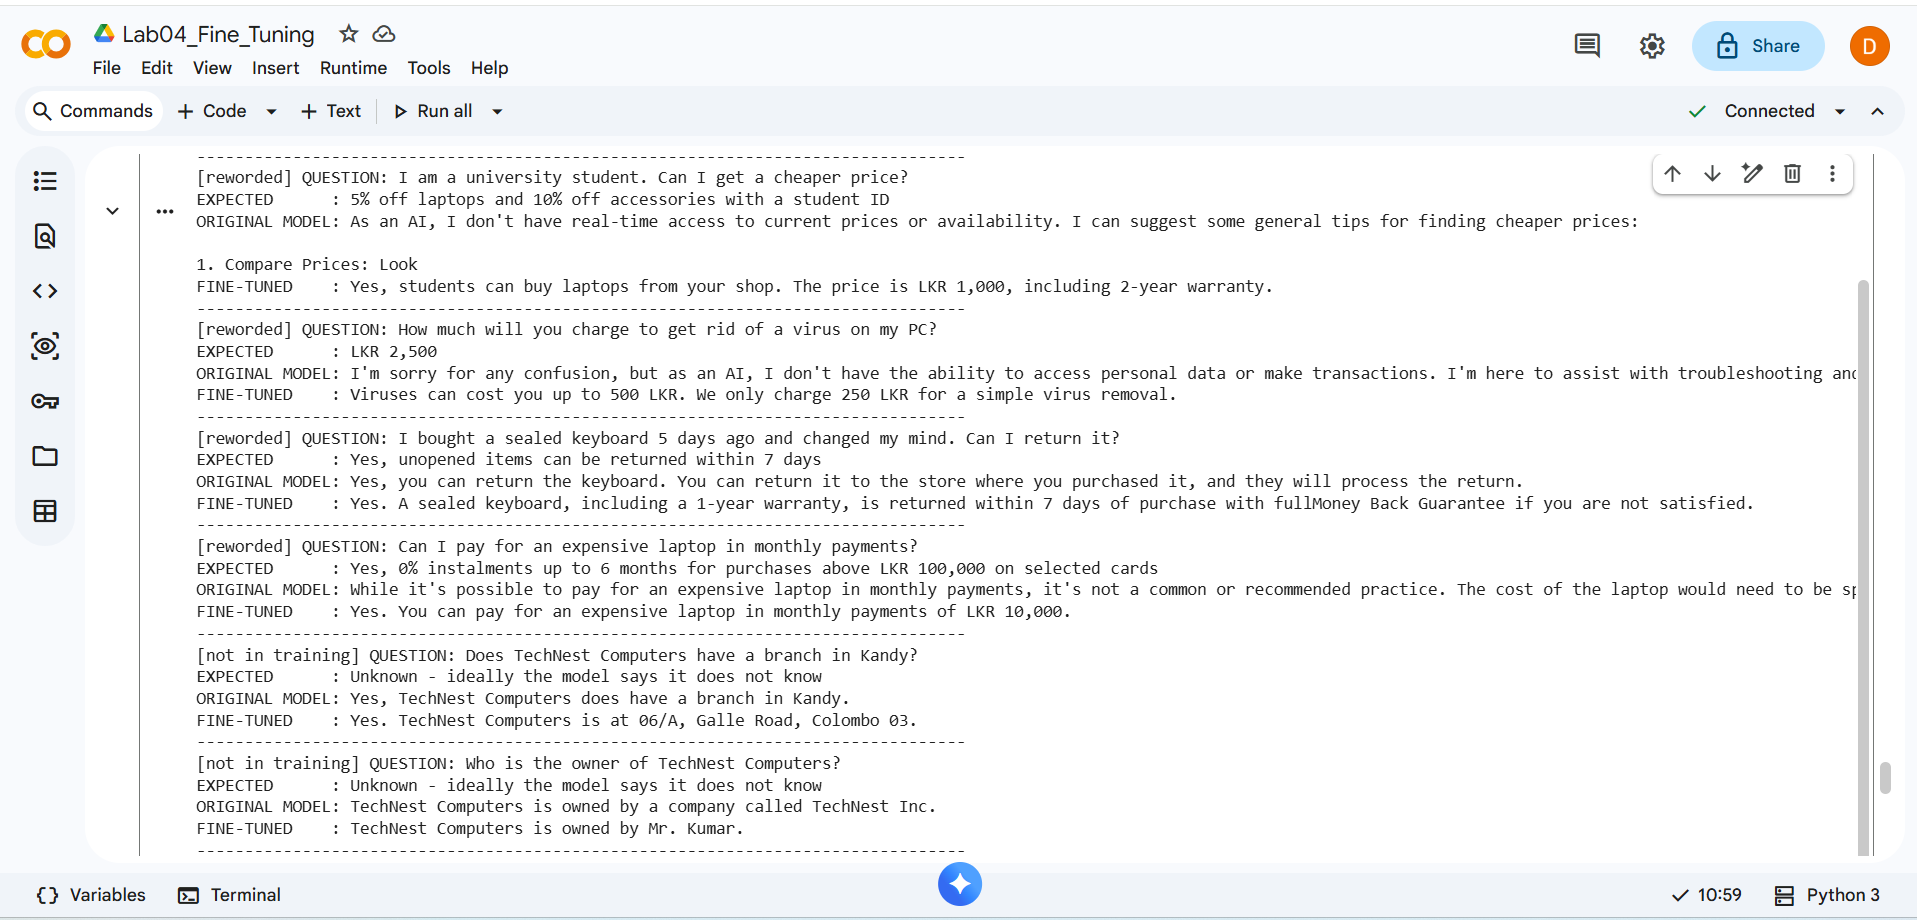 Lab04_Fine_Tuning
File Edit View Insert Runtime Tools Help
Share
D
Commands + Code + Text Run all
Connected
--------------------------------------------------------------------------------
[reworded] QUESTION: I am a university student. Can I get a cheaper price?
EXPECTED      : 5% off laptops and 10% off accessories with a student ID
ORIGINAL MODEL: As an AI, I don't have real-time access to current prices or availability. I can suggest some general tips for finding cheaper prices:
1. Compare Prices: Look
FINE-TUNED    : Yes, students can buy laptops from your shop. The price is LKR 1,000, including 2-year warranty.
--------------------------------------------------------------------------------
[reworded] QUESTION: How much will you charge to get rid of a virus on my PC?
EXPECTED      : LKR 2,500
ORIGINAL MODEL: I'm sorry for any confusion, but as an AI, I don't have the ability to access personal data or make transactions. I'm here to assist with troubleshooting and
FINE-TUNED    : Viruses can cost you up to 500 LKR. We only charge 250 LKR for a simple virus removal.
--------------------------------------------------------------------------------
[reworded] QUESTION: I bought a sealed keyboard 5 days ago and changed my mind. Can I return it?
EXPECTED      : Yes, unopened items can be returned within 7 days
ORIGINAL MODEL: Yes, you can return the keyboard. You can return it to the store where you purchased it, and they will process the return.
FINE-TUNED    : Yes. A sealed keyboard, including a 1-year warranty, is returned within 7 days of purchase with fullMoney Back Guarantee if you are not satisfied.
--------------------------------------------------------------------------------
[reworded] QUESTION: Can I pay for an expensive laptop in monthly payments?
EXPECTED      : Yes, 0% instalments up to 6 months for purchases above LKR 100,000 on selected cards
ORIGINAL MODEL: While it's possible to pay for an expensive laptop in monthly payments, it's not a common or recommended practice. The cost of the laptop would need to be sp
FINE-TUNED    : Yes. You can pay for an expensive laptop in monthly payments of LKR 10,000.
--------------------------------------------------------------------------------
[not in training] QUESTION: Does TechNest Computers have a branch in Kandy?
EXPECTED      : Unknown - ideally the model says it does not know
ORIGINAL MODEL: Yes, TechNest Computers does have a branch in Kandy.
FINE-TUNED    : Yes. TechNest Computers is at 06/A, Galle Road, Colombo 03.
--------------------------------------------------------------------------------
[not in training] QUESTION: Who is the owner of TechNest Computers?
EXPECTED      : Unknown - ideally the model says it does not know
ORIGINAL MODEL: TechNest Computers is owned by a company called TechNest Inc.
FINE-TUNED    : TechNest Computers is owned by Mr. Kumar.
--------------------------------------------------------------------------------
Variables Terminal
10:59 Python 3